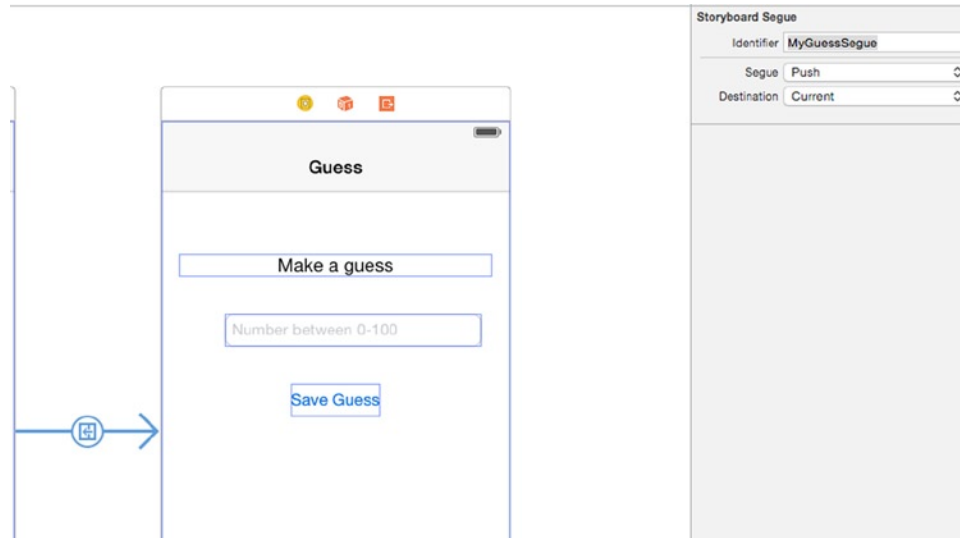 Storyboard Segue
Identifier MyGuessSegue
Segue Push
Destination Current
Guess
Make a guess
Number between 0-100
Save Guess